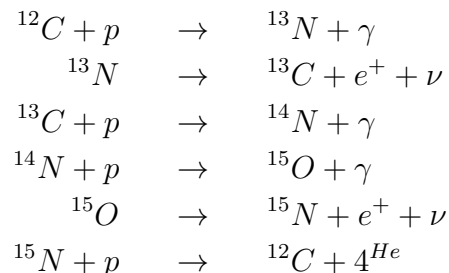 ¹²C + p → ¹³N + γ
¹³N → ¹³C + e⁺ + ν
¹³C + p → ¹⁴N + γ
¹⁴N + p → ¹⁵O + γ
¹⁵O → ¹⁵N + e⁺ + ν
¹⁵N + p → ¹²C + 4^{He}